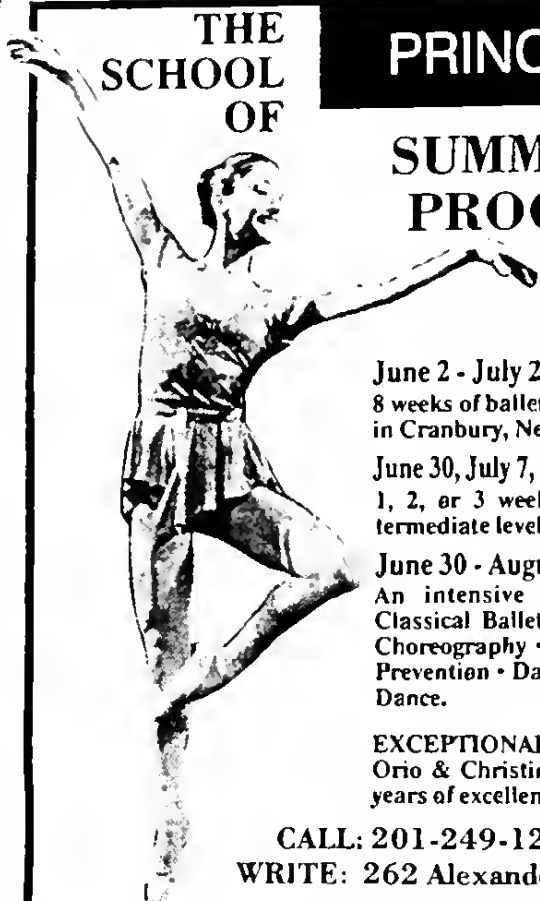 THE
SCHOOL
OF
PRINC
SUMM
PROG
June 2 - July 2
8 weeks of ballet
in Cranbury, Ne
June 30, July 7,
1, 2, or 3 week
termediate level
June 30 - Augu
An intensive
Classical Ballet
Choreography •
Prevention • Da
Dance.
EXCEPTIONAL
Orio & Christin
years of excellen
CALL: 201-249-12
WRITE: 262 Alexande